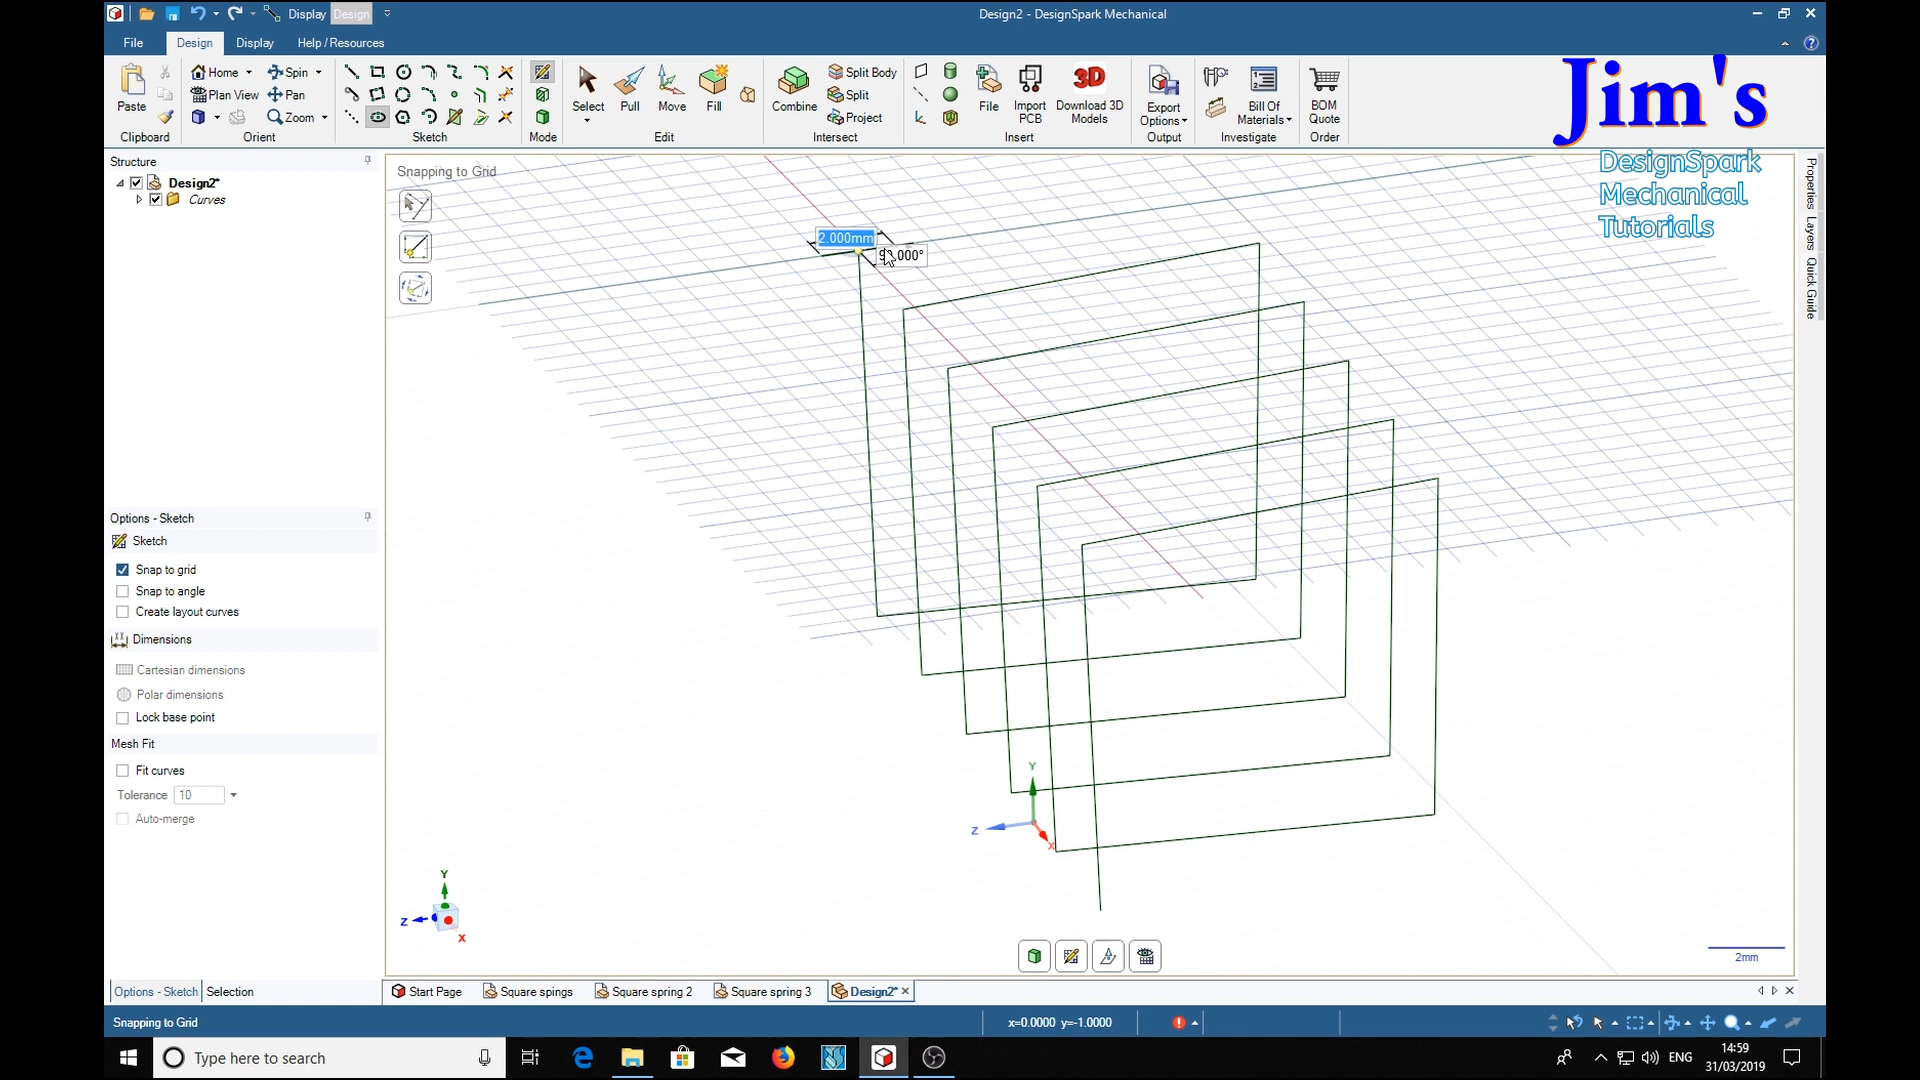 Display Design
Design2 - DesignSpark Mechanical
File Design Display Help/Resources
Paste
Clipboard
Home Spin
Plan View Pan
Zoom
Orient
Sketch
Mode
Select Pull Move Fill
Edit
Combine
Split Body
Split
Project
Intersect
File Import PCB Download 3D Models
Insert
3D
Export Options
Output
Bill Of Materials
Investigate
BOM Quote
Order
Jim's
DesignSpark
Mechanical
Tutorials
Structure
Design2*
Curves
Snapping to Grid
2.000mm
Properties Layers Quick Guide
Options - Sketch
Sketch
Snap to grid
Snap to angle
Create layout curves
Dimensions
Cartesian dimensions
Polar dimensions
Lock base point
Mesh Fit
Fit curves
Tolerance 10
Auto-merge
Y
Z
X
Y
Z
X
2mm
Options - Sketch Selection
Start Page Square spings Square spring 2 Square spring 3 Design2*
Snapping to Grid
x=0.0000 y=-1.0000
Type here to search
ENG
14:59
31/03/2019